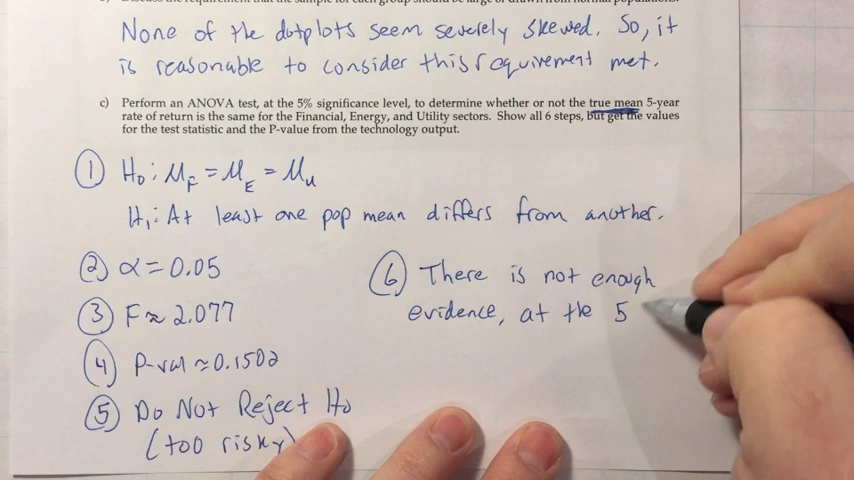 None of the dotplots seem severely skewed. So, it
is reasonable to consider this requirement met.
c) Perform an ANOVA test, at the 5% significance level, to determine whether or not the true mean 5-year
rate of return is the same for the Financial, Energy, and Utility sectors. Show all 6 steps, but get the values
for the test statistic and the P-value from the technology output.
① H₀: μ_F = μ_E = μ_u
H₁: At least one pop mean differs from another.
② α = 0.05
③ F ≈ 2.077
④ P-val ≈ 0.1502
⑤ Do Not Reject H₀
(too risky)
⑥ There is not enough
evidence, at the 5